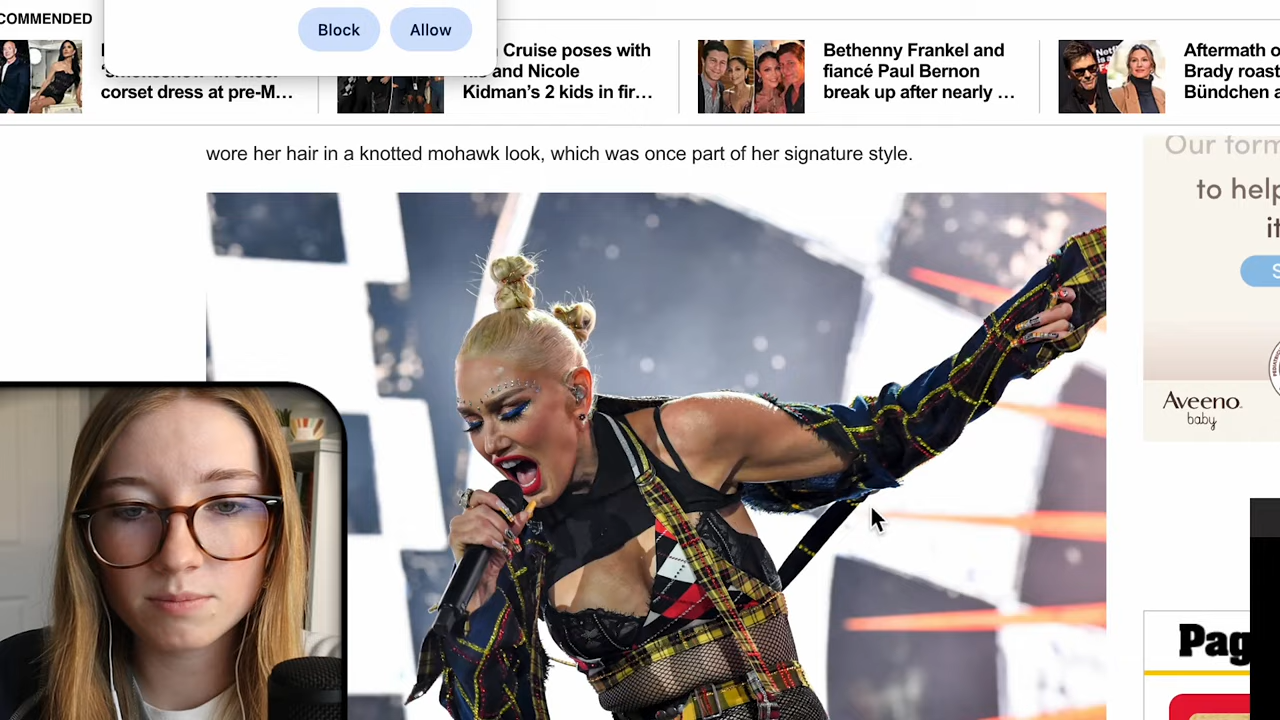 COMMENDED
Block
Allow
corset dress at pre-M…
Cruise poses with
and Nicole
Kidman’s 2 kids in fir…
Bethenny Frankel and
fiancé Paul Bernon
break up after nearly …
Aftermath o
Brady roast
Bündchen a
wore her hair in a knotted mohawk look, which was once part of her signature style.
Our form
to help
it
S
Aveeno
baby
Pag